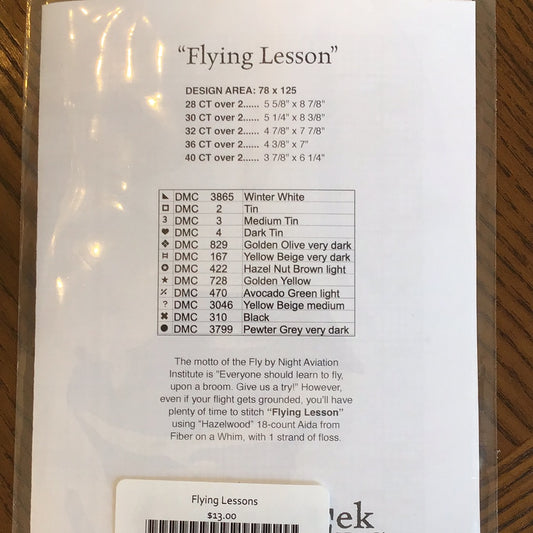 “Flying Lesson”
DESIGN AREA: 78 x 125
28 CT over 2...... 5 5/8" x 8 7/8"
30 CT over 2...... 5 1/4" x 8 3/8"
32 CT over 2...... 4 7/8" x 7 7/8"
36 CT over 2...... 4 3/8" x 7"
40 CT over 2...... 3 7/8" x 6 1/4"
DMC 3865 Winter White
DMC 2 Tin
3 DMC 3 Medium Tin
♥ DMC 4 Dark Tin
DMC 829 Golden Olive very dark
DMC 167 Yellow Beige very dark
DMC 422 Hazel Nut Brown light
★ DMC 728 Golden Yellow
DMC 470 Avocado Green light
? DMC 3046 Yellow Beige medium
✖ DMC 310 Black
● DMC 3799 Pewter Grey very dark
The motto of the Fly by Night Aviation
Institute is "Everyone should learn to fly,
upon a broom. Give us a try!" However,
even if your flight gets grounded, you'll have
plenty of time to stitch “Flying Lesson”
using "Hazelwood" 18-count Aida from
Fiber on a Whim, with 1 strand of floss.
Flying Lessons
$13.00
ek